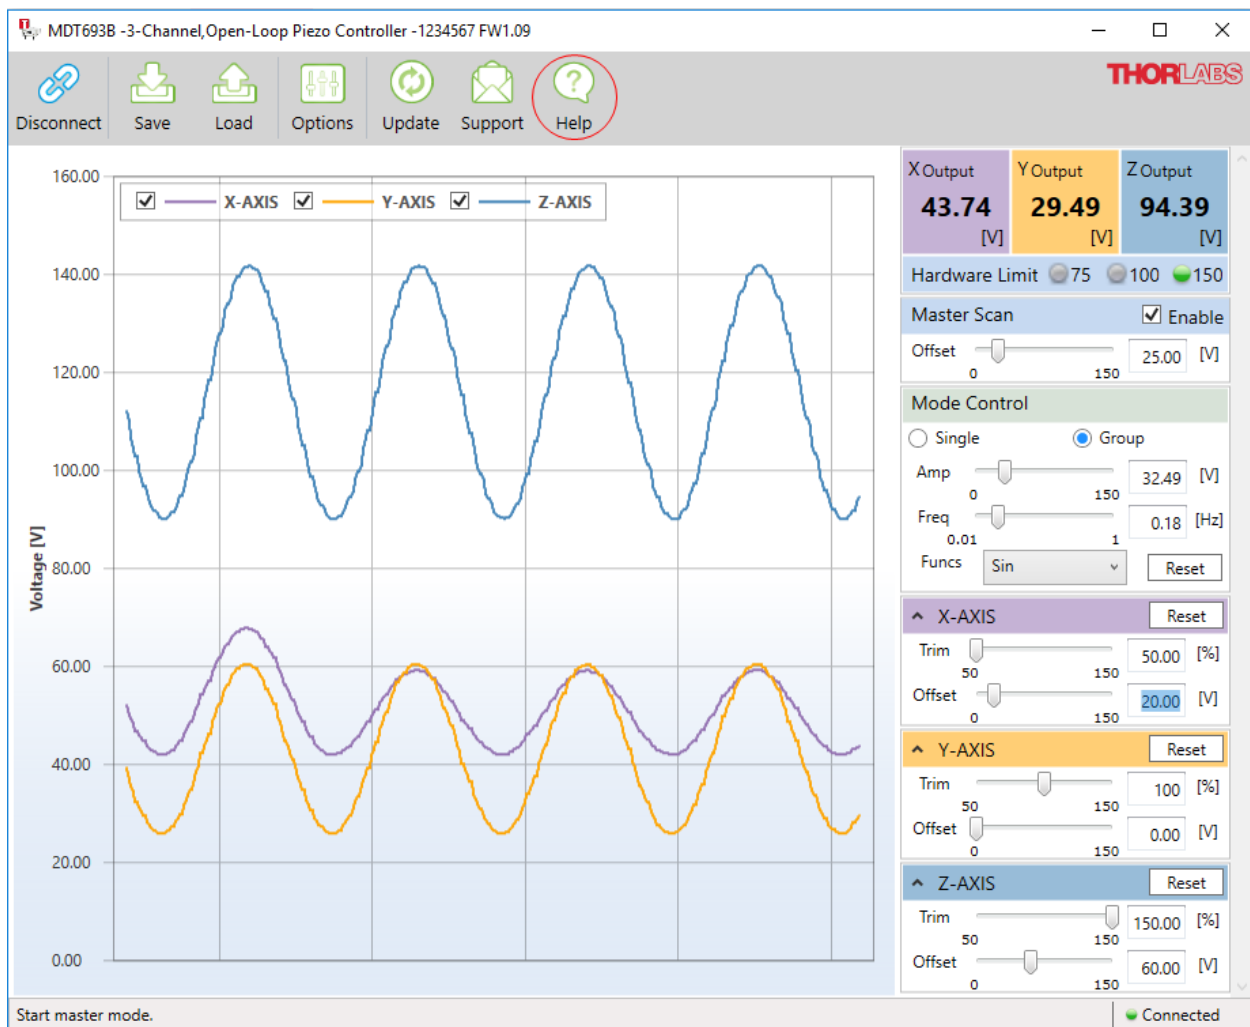 MDT693B -3-Channel,Open-Loop Piezo Controller -1234567 FW1.09
Disconnect Save Load Options Update Support Help
THORLABS
160.00
140.00
120.00
100.00
80.00
60.00
40.00
20.00
0.00
Voltage [V]
X-AXIS Y-AXIS Z-AXIS
X Output Y Output Z Output
43.74 29.49 94.39
[V] [V] [V]
Hardware Limit 75 100 150
Master Scan Enable
Offset 25.00 [V]
0 150
Mode Control
Single Group
Amp 32.49 [V]
0 150
Freq 0.18 [Hz]
0.01 1
Funcs Sin Reset
X-AXIS Reset
Trim 50.00 [%]
50 150
Offset 20.00 [V]
0 150
Y-AXIS Reset
Trim 100 [%]
50 150
Offset 0.00 [V]
0 150
Z-AXIS Reset
Trim 150.00 [%]
50 150
Offset 60.00 [V]
0 150
Start master mode. Connected